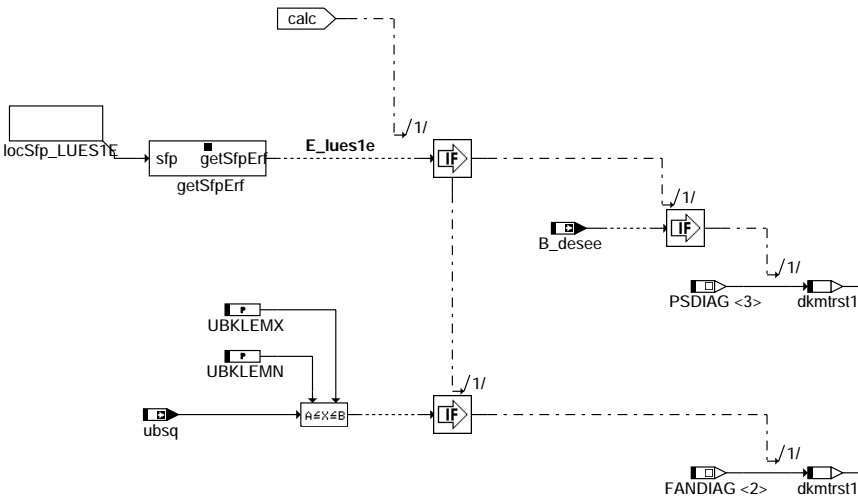 calc
/1/
E_lues1e
locSfp_LUES1E
sfp getSfpErf
getSfpErf
IF
/1/
IF
B_desee
/1/
PSDIAG <3>
dkmtrst1
P
UBKLEMX
P
UBKLEMN
/1/
ubsq
A≤X≤B
IF
/1/
FANDIAG <2>
dkmtrst1